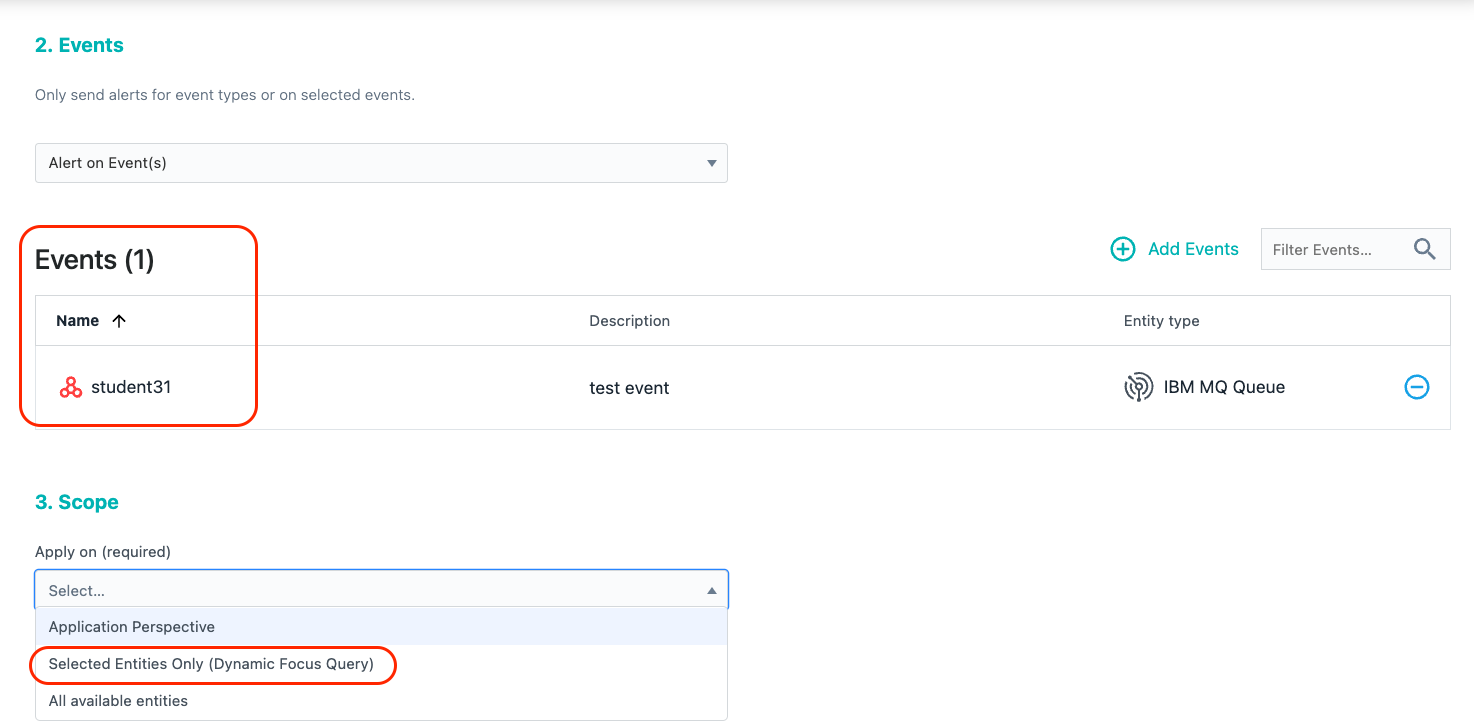 2. Events
Only send alerts for event types or on selected events.
Alert on Event(s)
Events (1)
Add Events
Filter Events...
Name
Description
Entity type
student31
test event
IBM MQ Queue
3. Scope
Apply on (required)
Select...
Application Perspective
Selected Entities Only (Dynamic Focus Query)
All available entities